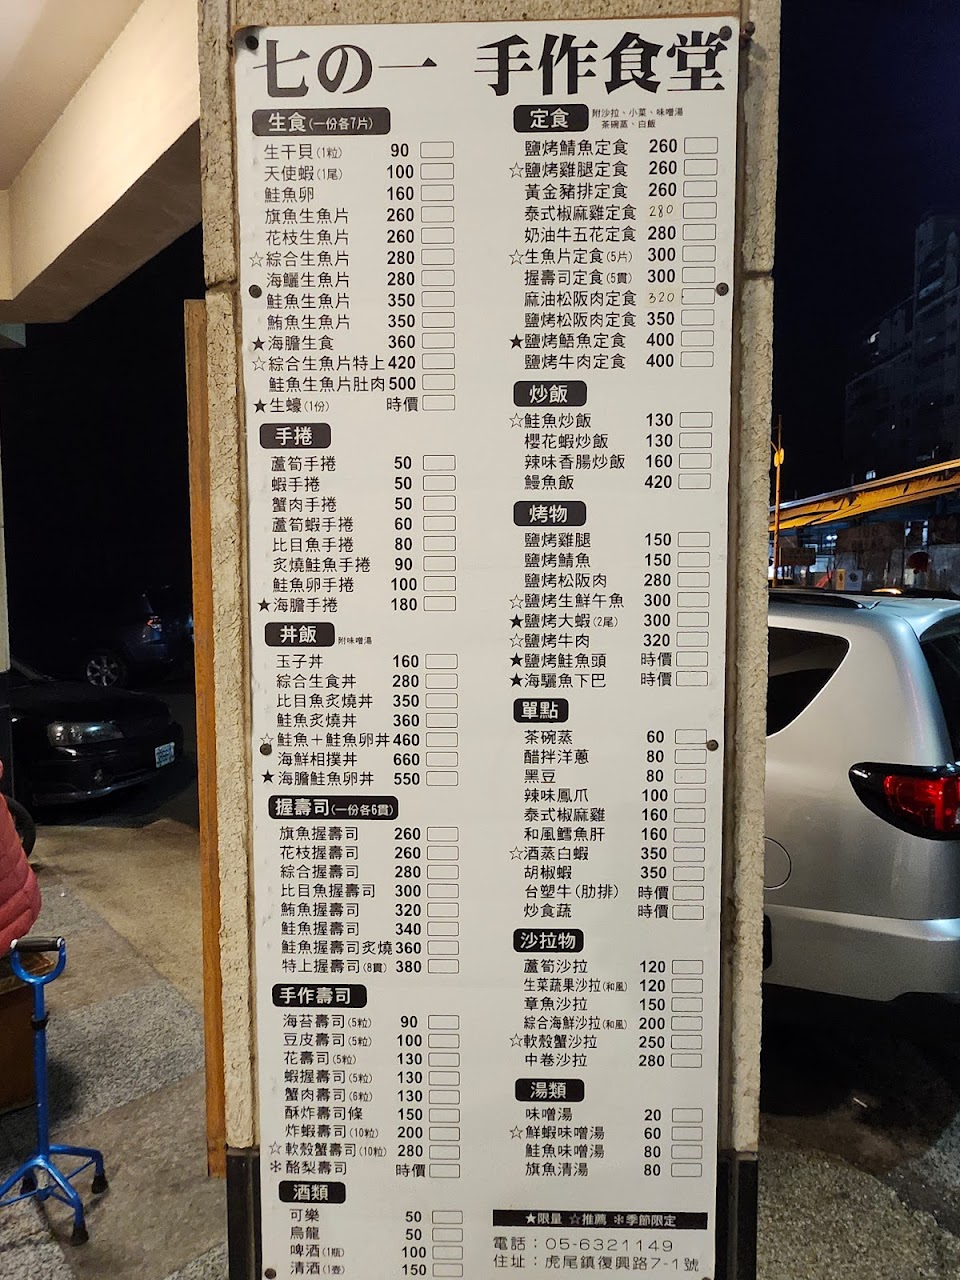 七の一 手作食堂
生食(一份各7片)
生干貝(1粒) 90
天使蝦(1尾) 100
鮭魚卵 160
旗魚生魚片 260
花枝生魚片 260
☆綜合生魚片 280
海鱺生魚片 280
鮭魚生魚片 350
鮪魚生魚片 350
★海膽生食 360
☆綜合生魚片特上 420
鮭魚生魚片肚肉 500
★生蠔(1份) 時價
手捲
蘆筍手捲 50
蝦手捲 50
蟹肉手捲 50
蘆筍蝦手捲 60
比目魚手捲 80
炙燒鮭魚手捲 90
鮭魚卵手捲 100
★海膽手捲 180
丼飯 附味噌湯
玉子丼 160
綜合生食丼 280
比目魚炙燒丼 350
鮭魚炙燒丼 360
☆鮭魚＋鮭魚卵丼 460
海鮮相撲丼 660
★海膽鮭魚卵丼 550
握壽司(一份各6貫)
旗魚握壽司 260
花枝握壽司 260
綜合握壽司 280
比目魚握壽司 300
鮪魚握壽司 320
鮭魚握壽司 340
鮭魚握壽司炙燒 360
特上握壽司(8貫) 380
手作壽司
海苔壽司(5粒) 90
豆皮壽司(5粒) 100
花壽司(5粒) 130
蝦握壽司(5粒) 130
蟹肉壽司(6粒) 130
酥炸壽司條 150
炸蝦壽司(10粒) 200
☆軟殼蟹壽司(10粒) 280
✻酪梨壽司 時價
酒類
可樂 50
烏龍 50
啤酒(1瓶) 100
清酒(1壺) 150
定食 附沙拉、小菜、味噌湯
茶碗蒸、白飯
鹽烤鯖魚定食 260
☆鹽烤雞腿定食 260
黃金豬排定食 260
泰式椒麻雞定食 280
奶油牛五花定食 280
☆生魚片定食(5片) 300
握壽司定食(5貫) 300
麻油松阪肉定食 320
鹽烤松阪肉定食 350
★鹽烤鯃魚定食 400
鹽烤牛肉定食 400
炒飯
☆鮭魚炒飯 130
櫻花蝦炒飯 130
辣味香腸炒飯 160
鰻魚飯 420
烤物
鹽烤雞腿 150
鹽烤鯖魚 150
鹽烤松阪肉 280
☆鹽烤生鮮午魚 300
★鹽烤大蝦(2尾) 300
☆鹽烤牛肉 320
★鹽烤鮭魚頭 時價
★海驪魚下巴 時價
單點
茶碗蒸 60
醋拌洋蔥 80
黑豆 80
辣味鳳爪 100
泰式椒麻雞 160
和風鱈魚肝 160
☆酒蒸白蝦 350
胡椒蝦 350
台塑牛(肋排) 時價
炒食蔬 時價
沙拉物
蘆筍沙拉 120
生菜蔬果沙拉(和風) 120
章魚沙拉 150
綜合海鮮沙拉(和風) 200
☆軟殼蟹沙拉 250
中卷沙拉 280
湯類
味噌湯 20
☆鮮蝦味噌湯 60
鮭魚味噌湯 80
旗魚清湯 80
★限量 ☆推薦 ✻季節限定
電話：05-6321149
住址：虎尾鎮復興路7-1號